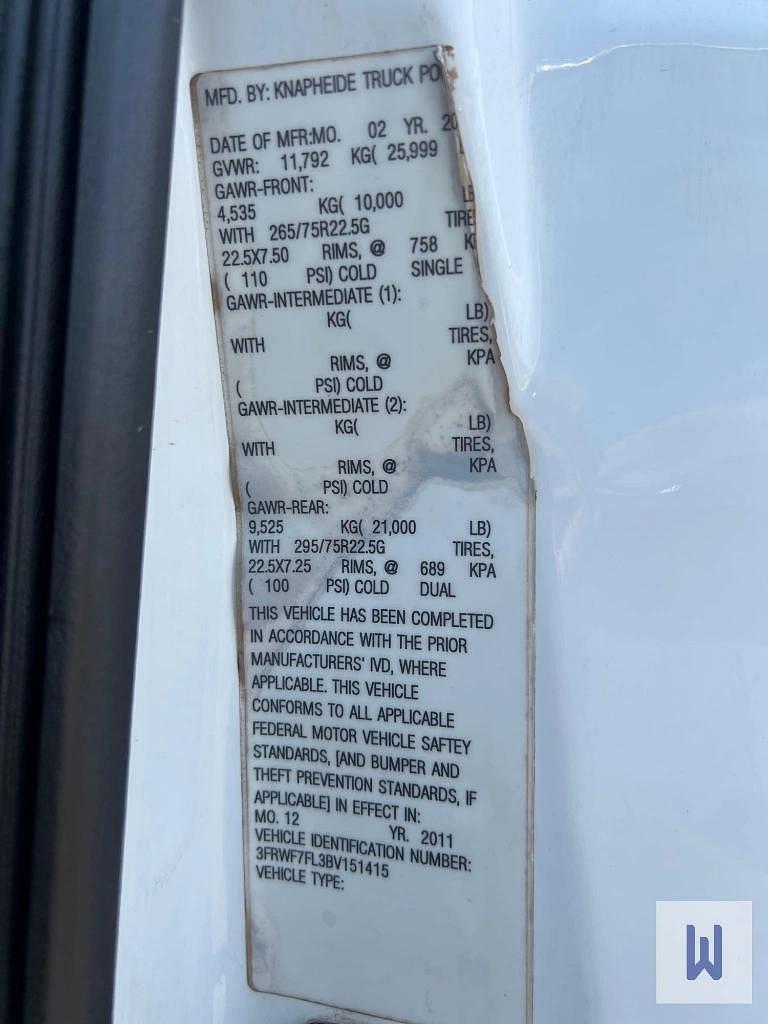 MFD. BY: KNAPHEIDE TRUCK
DATE OF MFR:MO. 02 YR. 20
GVWR: 11,792 KG( 25,999
GAWR-FRONT:
4,535 KG( 10,000 LB
WITH 265/75R22.5G TIRE
22.5X7.50 RIMS, @ 758 K
( 110 PSI) COLD SINGLE
GAWR-INTERMEDIATE (1):
KG( LB)
WITH TIRES,
RIMS, @ KPA
( PSI) COLD
GAWR-INTERMEDIATE (2):
KG( LB)
WITH TIRES,
RIMS, @ KPA
( PSI) COLD
GAWR-REAR:
9,525 KG( 21,000 LB)
WITH 295/75R22.5G TIRES,
22.5X7.25 RIMS, @ 689 KPA
( 100 PSI) COLD DUAL
THIS VEHICLE HAS BEEN COMPLETED
IN ACCORDANCE WITH THE PRIOR
MANUFACTURERS' IVD, WHERE
APPLICABLE. THIS VEHICLE
CONFORMS TO ALL APPLICABLE
FEDERAL MOTOR VEHICLE SAFTEY
STANDARDS, [AND BUMPER AND
THEFT PREVENTION STANDARDS, IF
APPLICABLE] IN EFFECT IN:
MO. 12 YR. 2011
VEHICLE IDENTIFICATION NUMBER:
3FRWF7FL3BV151415
VEHICLE TYPE:
W